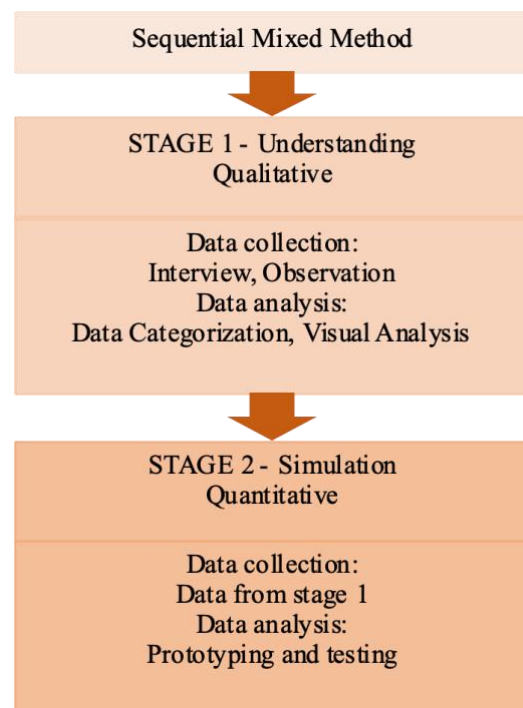 Sequential Mixed Method
STAGE 1 - Understanding
Qualitative
Data collection:
Interview, Observation
Data analysis:
Data Categorization, Visual Analysis
STAGE 2 - Simulation
Quantitative
Data collection:
Data from stage 1
Data analysis:
Prototyping and testing